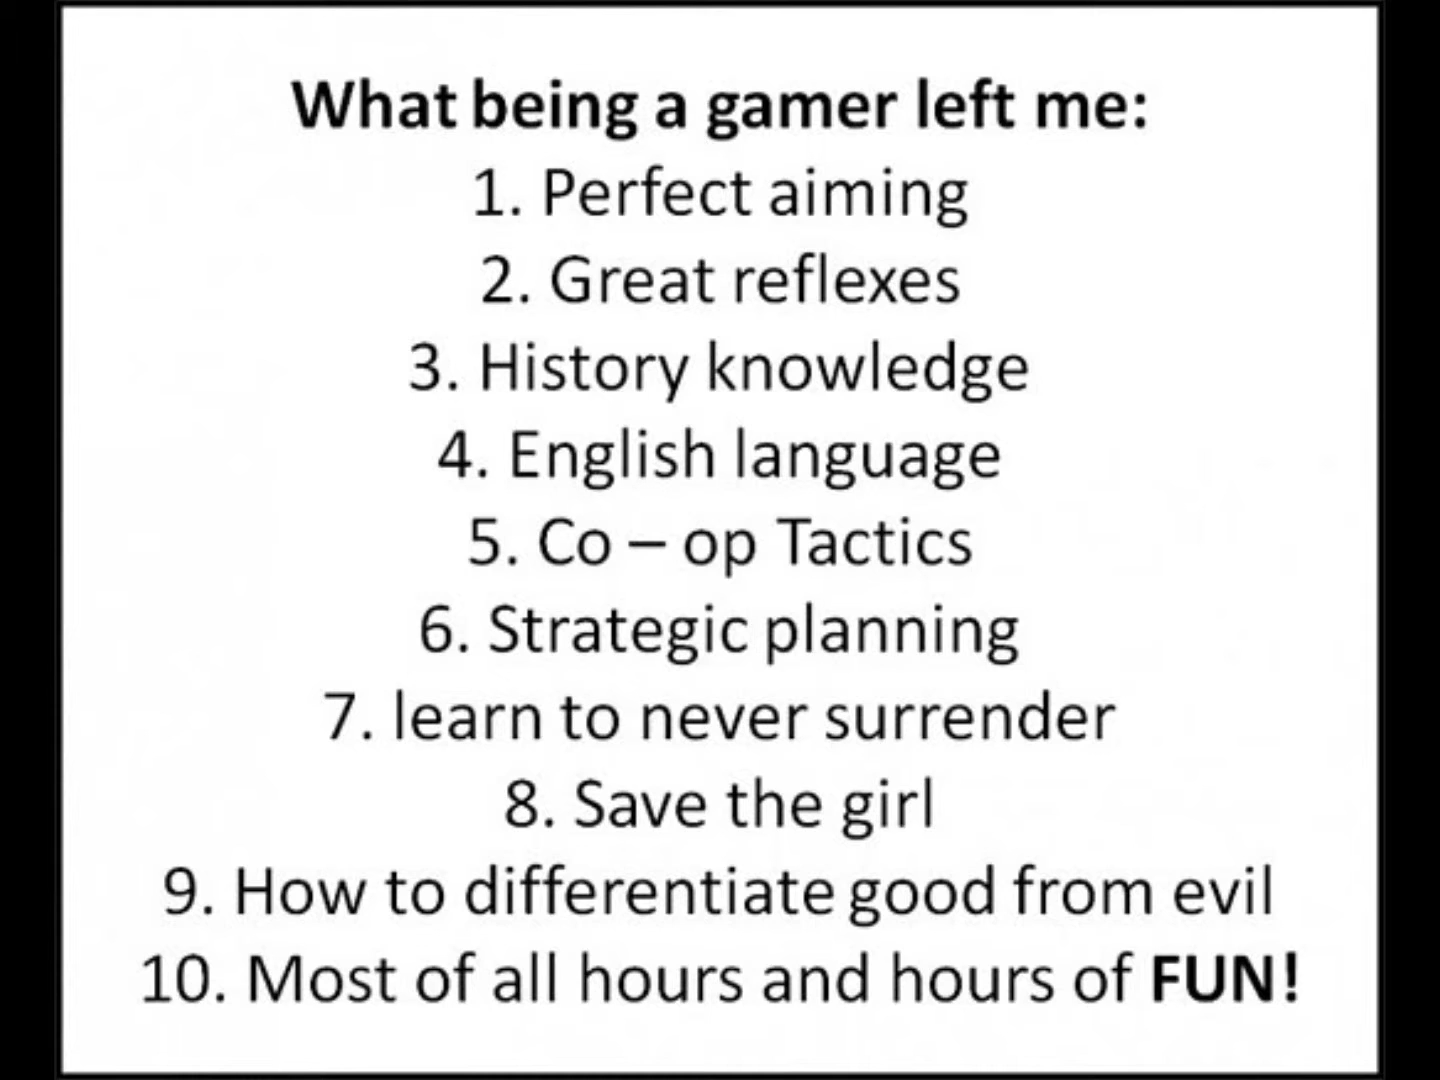 What being a gamer left me:
1. Perfect aiming
2. Great reflexes
3. History knowledge
4. English language
5. Co – op Tactics
6. Strategic planning
7. learn to never surrender
8. Save the girl
9. How to differentiate good from evil
10. Most of all hours and hours of FUN!